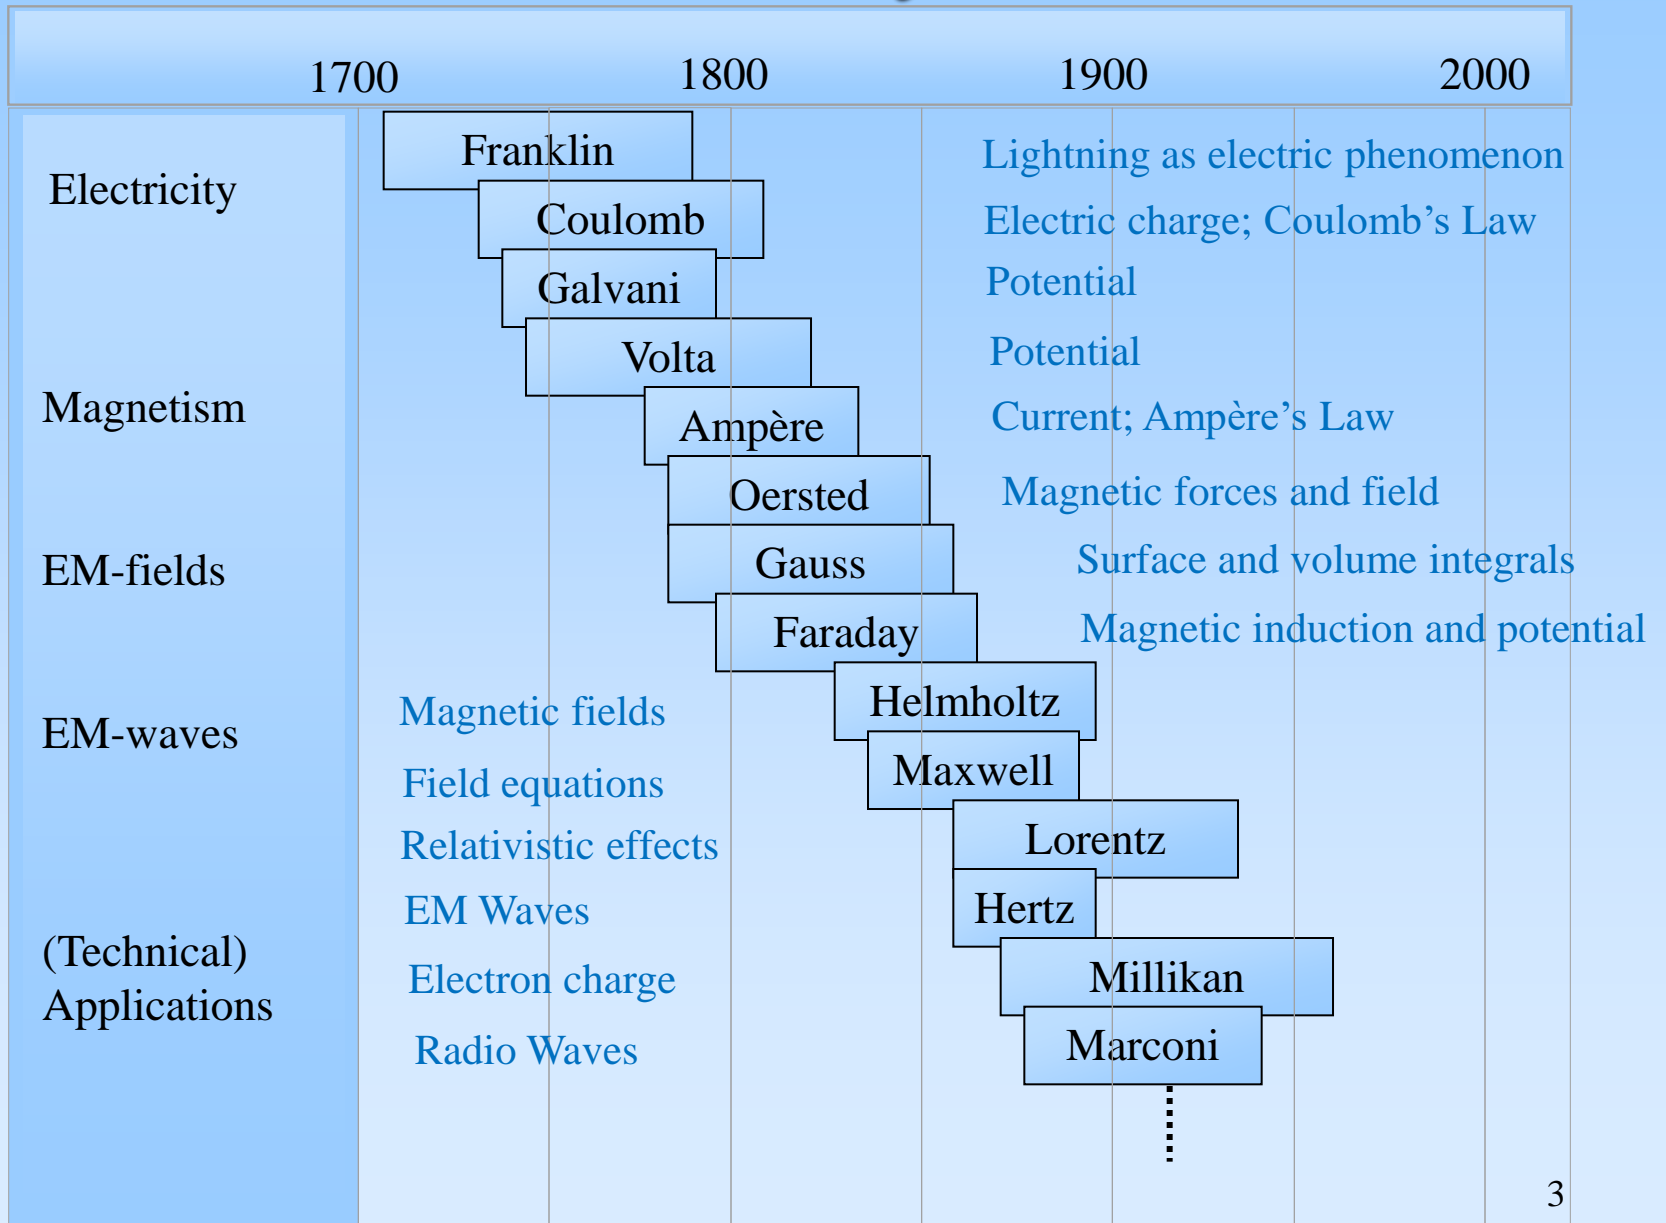 1700 1800 1900 2000
Electricity
Magnetism
EM-fields
EM-waves
(Technical)
Applications
Franklin
Lightning as electric phenomenon
Coulomb
Electric charge; Coulomb’s Law
Galvani
Potential
Volta
Potential
Ampère
Current; Ampère’s Law
Oersted
Magnetic forces and field
Gauss
Surface and volume integrals
Faraday
Magnetic induction and potential
Helmholtz
Magnetic fields
Maxwell
Field equations
Lorentz
Relativistic effects
Hertz
EM Waves
Millikan
Electron charge
Marconi
Radio Waves
3